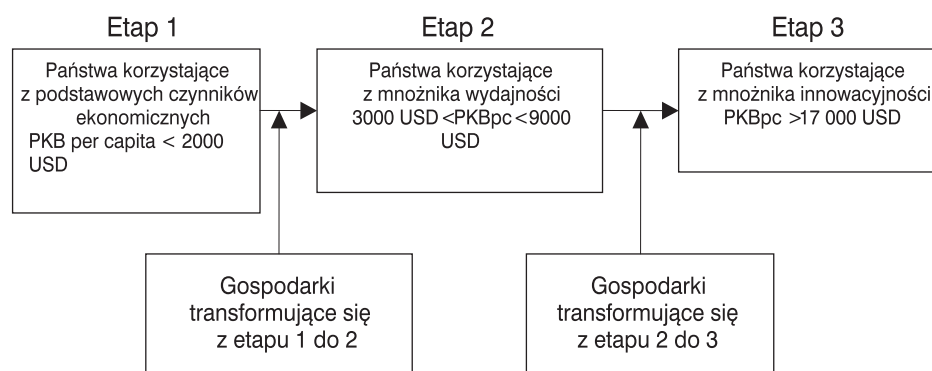 Etap 1
Państwa korzystające
z podstawowych czynników
ekonomicznych
PKB per capita < 2000
USD
Etap 2
Państwa korzystające
z mnożnika wydajności
3000 USD<PKBpc<9000
USD
Etap 3
Państwa korzystające
z mnożnika innowacyjności
PKBpc >17 000 USD
Gospodarki
transformujące się
z etapu 1 do 2
Gospodarki
transformujące się
z etapu 2 do 3